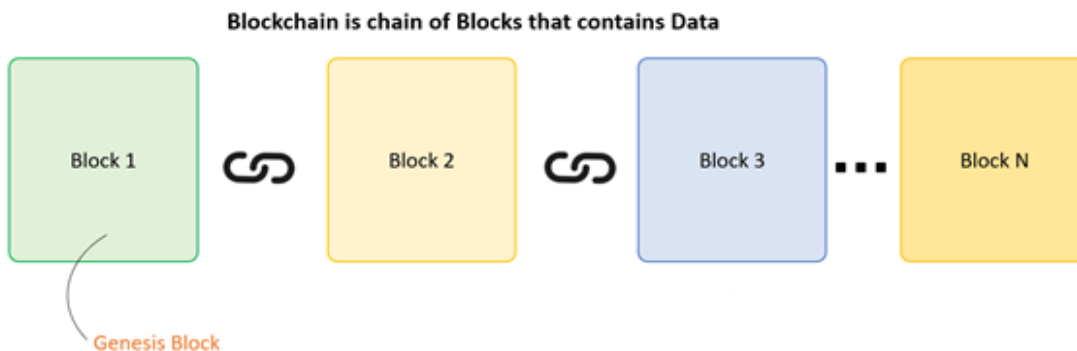 Blockchain is chain of Blocks that contains Data
Block 1
Block 2
Block 3
Block N
Genesis Block